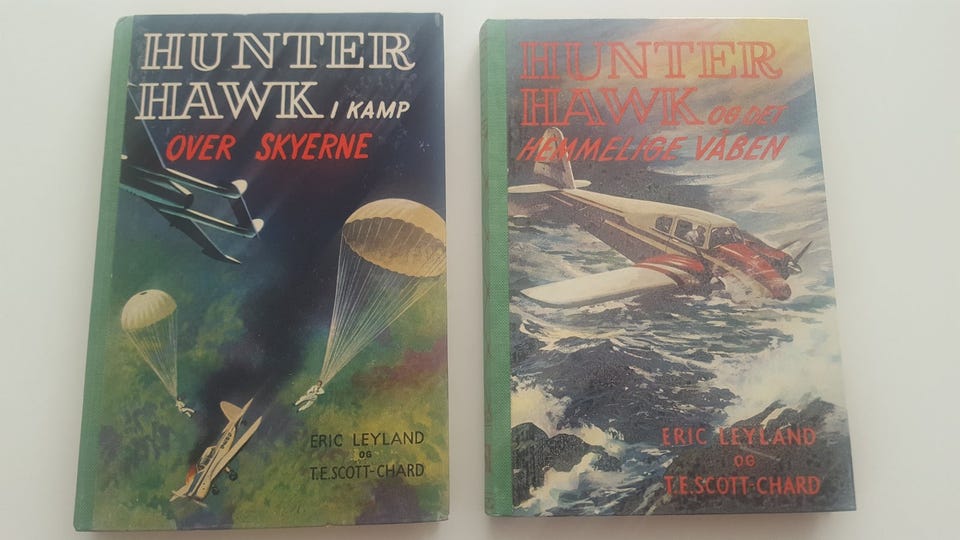 HUNTER
HAWK I KAMP
OVER SKYERNE
ERIC LEYLAND
OG
T.E.SCOTT-CHARD
HUNTER
HAWK OG DET
HEMMELIGE VÅBEN
ERIC LEYLAND
OG
T.E.SCOTT-CHARD